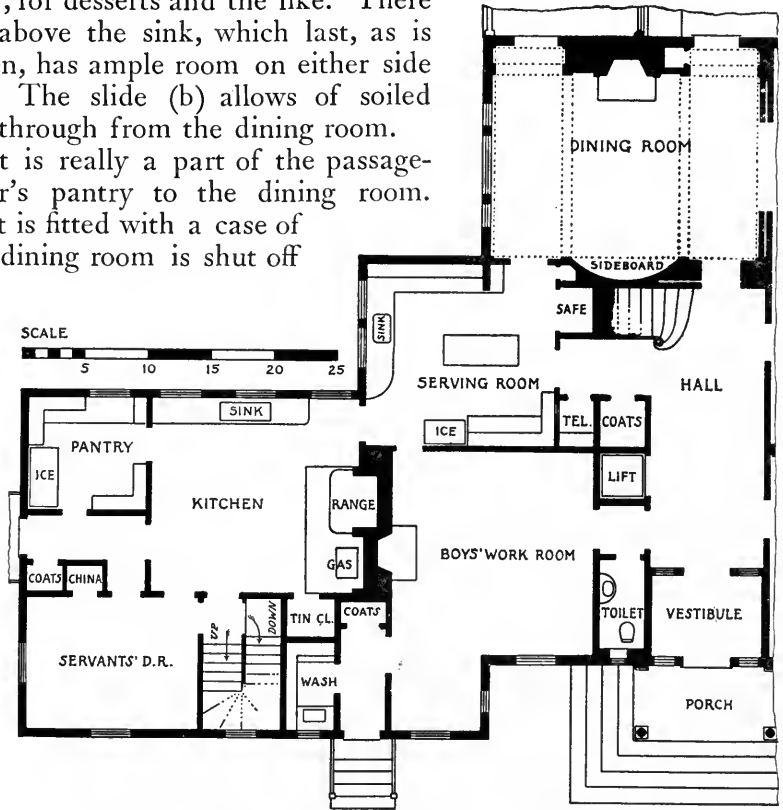 , for desserts and the like. There
above the sink, which last, as is
n, has ample room on either side
The slide (b) allows of soiled
through from the dining room.
t is really a part of the passage-
r's pantry to the dining room.
t is fitted with a case of
dining room is shut off
DINING ROOM
SIDEBOARD
SAFE
SCALE
5 10 15 20 25
SINK
SERVING ROOM
HALL
SINK
ICE
TEL.
COATS
PANTRY
ICE
LIFT
KITCHEN
RANGE
GAS
BOYS' WORK ROOM
COATS
CHINA
TIN CL.
COATS
TOILET
VESTIBULE
UP
DOWN
SERVANTS' D.R.
WASH
PORCH